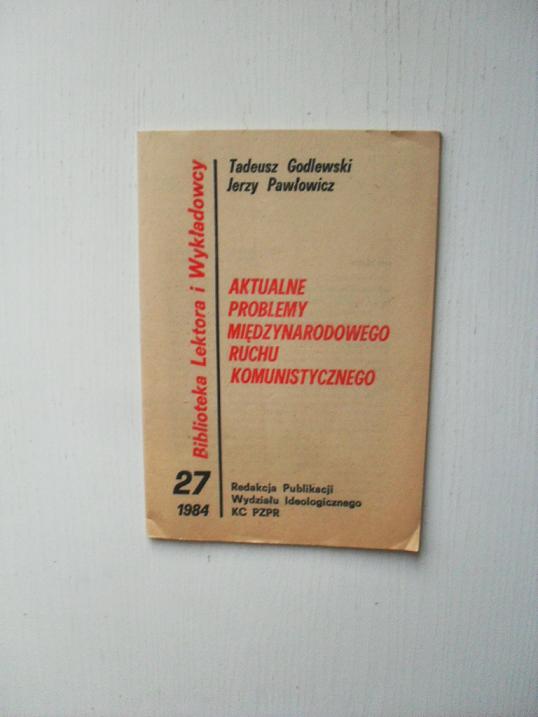 Biblioteka Lektora i Wykładowcy
Tadeusz Godlewski
Jerzy Pawłowicz
AKTUALNE
PROBLEMY
MIĘDZYNARODOWEGO
RUCHU
KOMUNISTYCZNEGO
27
1984
Redakcja Publikacji
Wydziału Ideologicznego
KC PZPR